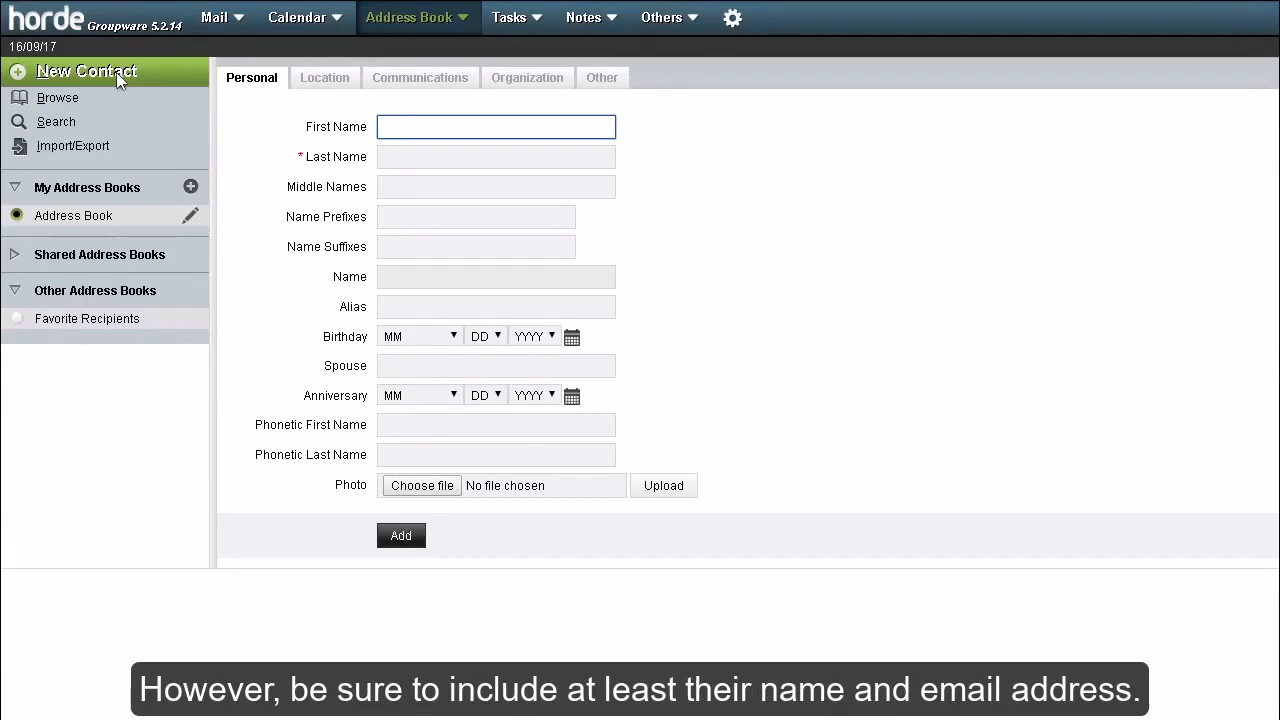 horde Groupware 5.2.14 Mail Calendar Address Book Tasks Notes Others
16/09/17
New Contact
Browse
Search
Import/Export
My Address Books
Address Book
Shared Address Books
Other Address Books
Favorite Recipients
Personal Location Communications Organization Other
First Name
* Last Name
Middle Names
Name Prefixes
Name Suffixes
Name
Alias
Birthday MM DD YYYY
Spouse
Anniversary MM DD YYYY
Phonetic First Name
Phonetic Last Name
Photo Choose file No file chosen Upload
Add
However, be sure to include at least their name and email address.